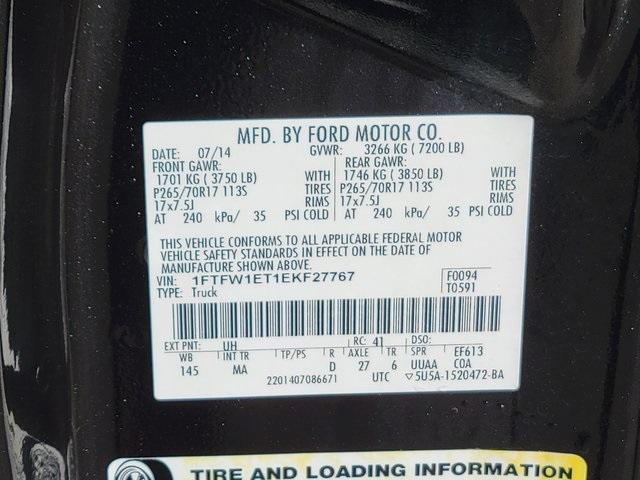 MFD. BY FORD MOTOR CO.
DATE: 07/14 GVWR: 3266 KG ( 7200 LB)
FRONT GAWR: REAR GAWR:
1701 KG ( 3750 LB) WITH 1746 KG ( 3850 LB) WITH
P265/70R17 113S TIRES P265/70R17 113S TIRES
17x7.5J RIMS 17x7.5J RIMS
AT 240 kPa/ 35 PSI COLD AT 240 kPa/ 35 PSI COLD
THIS VEHICLE CONFORMS TO ALL APPLICABLE FEDERAL MOTOR
VEHICLE SAFETY STANDARDS IN EFFECT ON THE DATE OF
MANUFACTURE SHOWN ABOVE.
VIN: 1FTFW1ET1EKF27767 F0094
TYPE: Truck T0591
EXT PNT: UH RC: 41 DSO:
WB INT TR TP/PS R AXLE TR SPR EF613
145 MA D 27 6 UUAA COA
2201407086671 UTC ▽5U5A-1520472-BA
TIRE AND LOADING INFORMATION